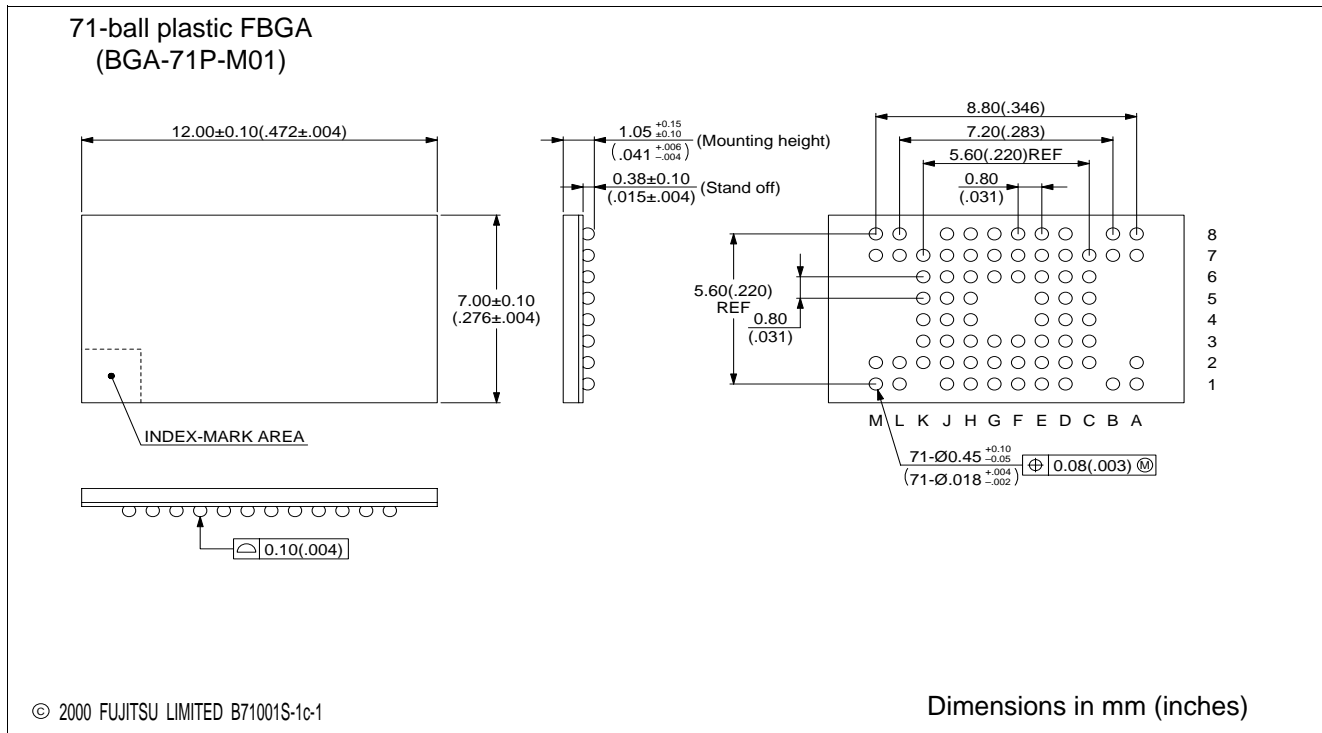 71-ball plastic FBGA
(BGA-71P-M01)
12.00±0.10(.472±.004)
1.05 +0.15 ±0.10 (Mounting height)
(.041 +.006 –.004)
0.38±0.10 (Stand off)
(.015±.004)
7.00±0.10
(.276±.004)
INDEX-MARK AREA
0.10(.004)
8.80(.346)
7.20(.283)
5.60(.220)REF
0.80
(.031)
5.60(.220)
REF
0.80
(.031)
8
7
6
5
4
3
2
1
M L K J H G F E D C B A
71-Ø0.45 +0.10 –0.05
(71-Ø.018 +.004 –.002)
⌖ 0.08(.003) Ⓜ
© 2000 FUJITSU LIMITED B71001S-1c-1
Dimensions in mm (inches)